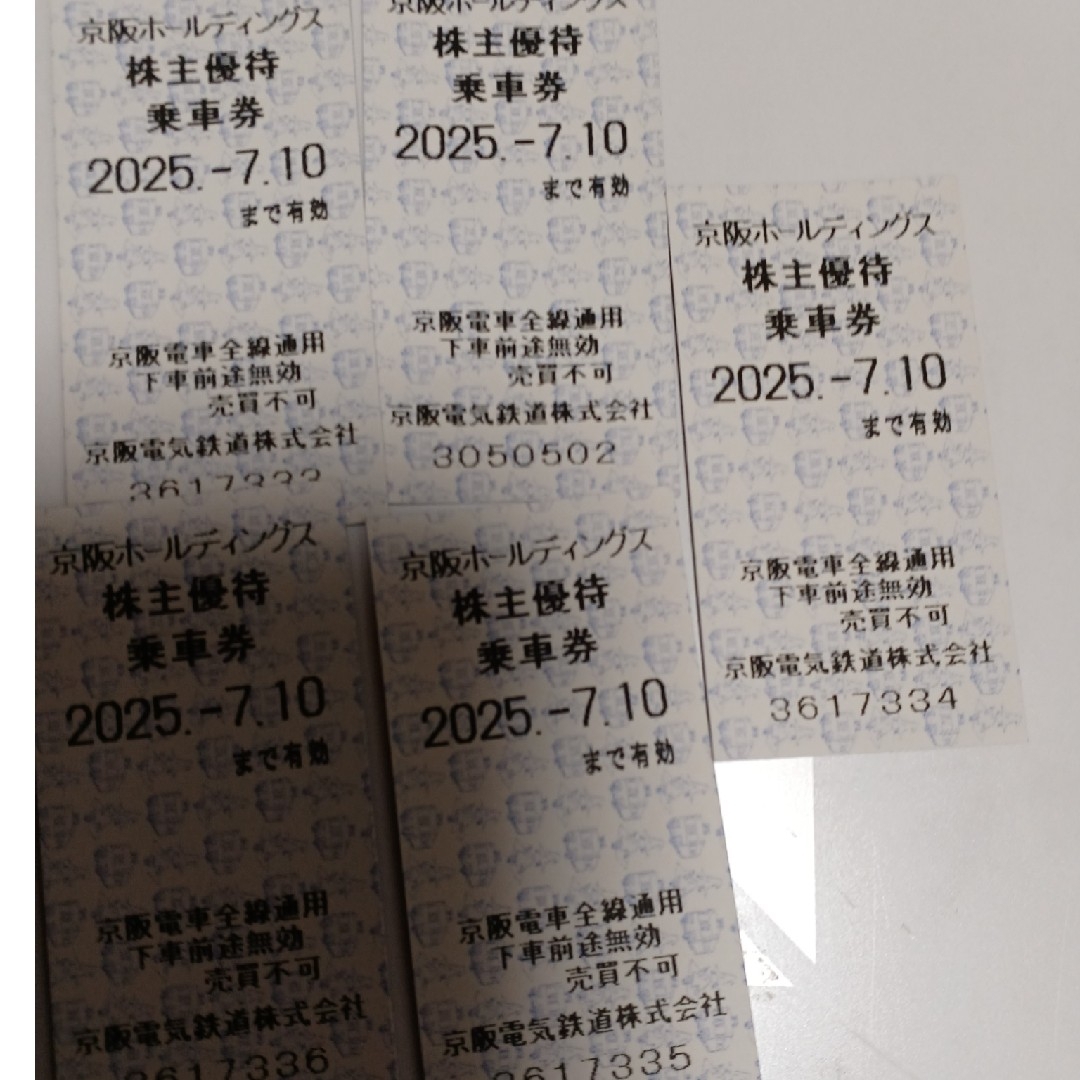 京阪ホールディングス
株主優待
乗車券
2025.-7.10
まで有効
京阪電車全線通用
下車前途無効
売買不可
京阪電気鉄道株式会社
3617333
京阪ホールディングス
株主優待
乗車券
2025.-7.10
まで有効
京阪電車全線通用
下車前途無効
売買不可
京阪電気鉄道株式会社
3050502
京阪ホールディングス
株主優待
乗車券
2025.-7.10
まで有効
京阪電車全線通用
下車前途無効
売買不可
京阪電気鉄道株式会社
3617334
京阪ホールディングス
株主優待
乗車券
2025.-7.10
まで有効
京阪電車全線通用
下車前途無効
売買不可
京阪電気鉄道株式会社
3617336
京阪ホールディングス
株主優待
乗車券
2025.-7.10
まで有効
京阪電車全線通用
下車前途無効
売買不可
京阪電気鉄道株式会社
3617335